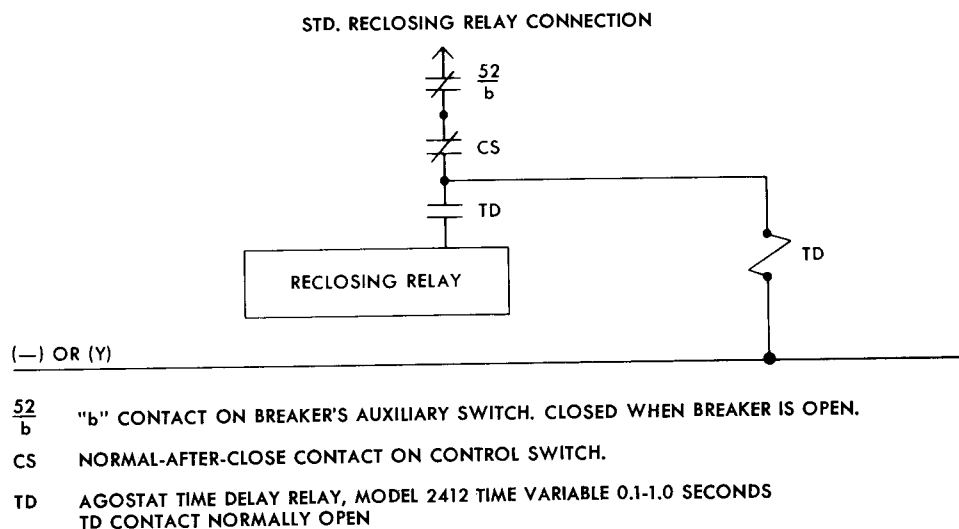 STD. RECLOSING RELAY CONNECTION
52
b
CS
TD
RECLOSING RELAY
TD
(—) OR (Y)
52
b "b" CONTACT ON BREAKER'S AUXILIARY SWITCH. CLOSED WHEN BREAKER IS OPEN.
CS NORMAL-AFTER-CLOSE CONTACT ON CONTROL SWITCH.
TD AGOSTAT TIME DELAY RELAY, MODEL 2412 TIME VARIABLE 0.1-1.0 SECONDS
TD CONTACT NORMALLY OPEN